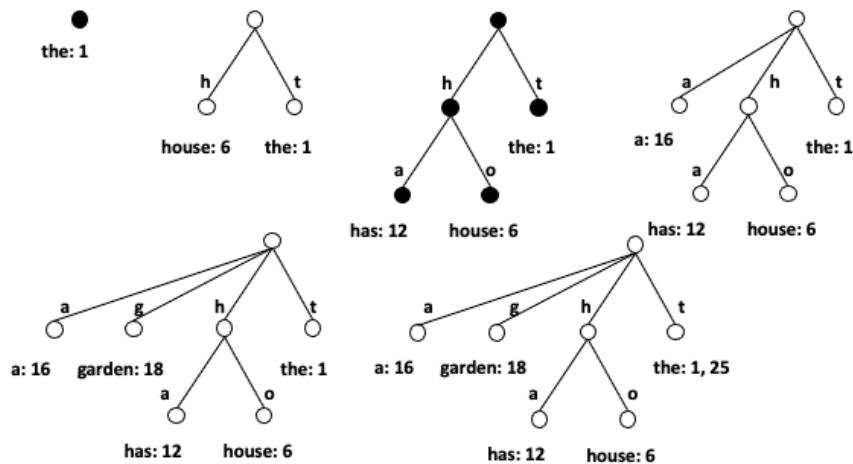 the: 1
h t
house: 6 the: 1
h t
the: 1
a o
has: 12 house: 6
a h t
a: 16 the: 1
a o
has: 12 house: 6
a g h t
a: 16 garden: 18 the: 1
a o
has: 12 house: 6
a g h t
a: 16 garden: 18 the: 1, 25
a o
has: 12 house: 6